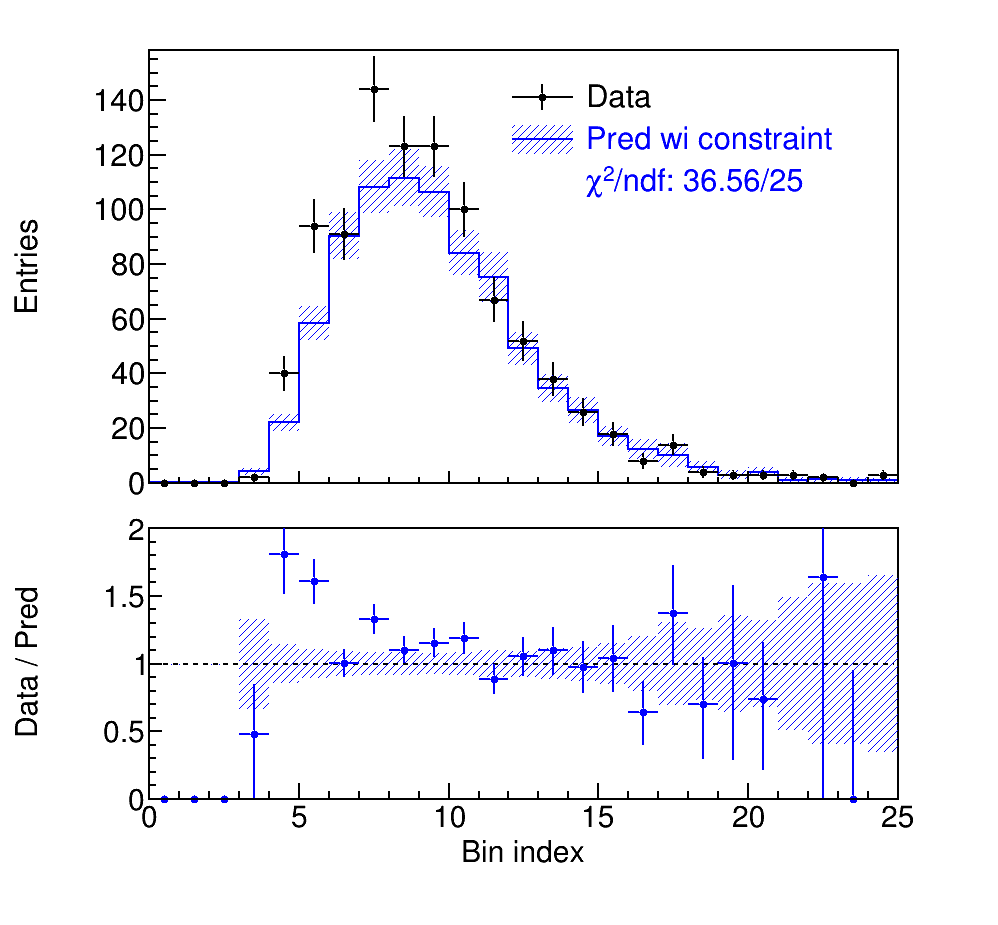 140
120
100
80
60
40
20
0
Entries
Data
Pred wi constraint
χ²/ndf: 36.56/25
2
1.5
1
0.5
0
Data / Pred
0 5 10 15 20 25
Bin index